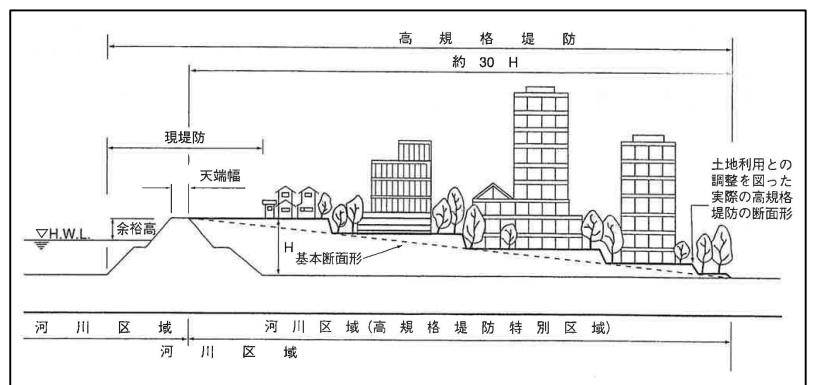 高規格堤防
約 30 H
現堤防
天端幅
余裕高
▽H.W.L.
H
基本断面形
土地利用との
調整を図った
実際の高規格
堤防の断面形
河川区域
河川区域(高規格堤防特別区域)
河川区域